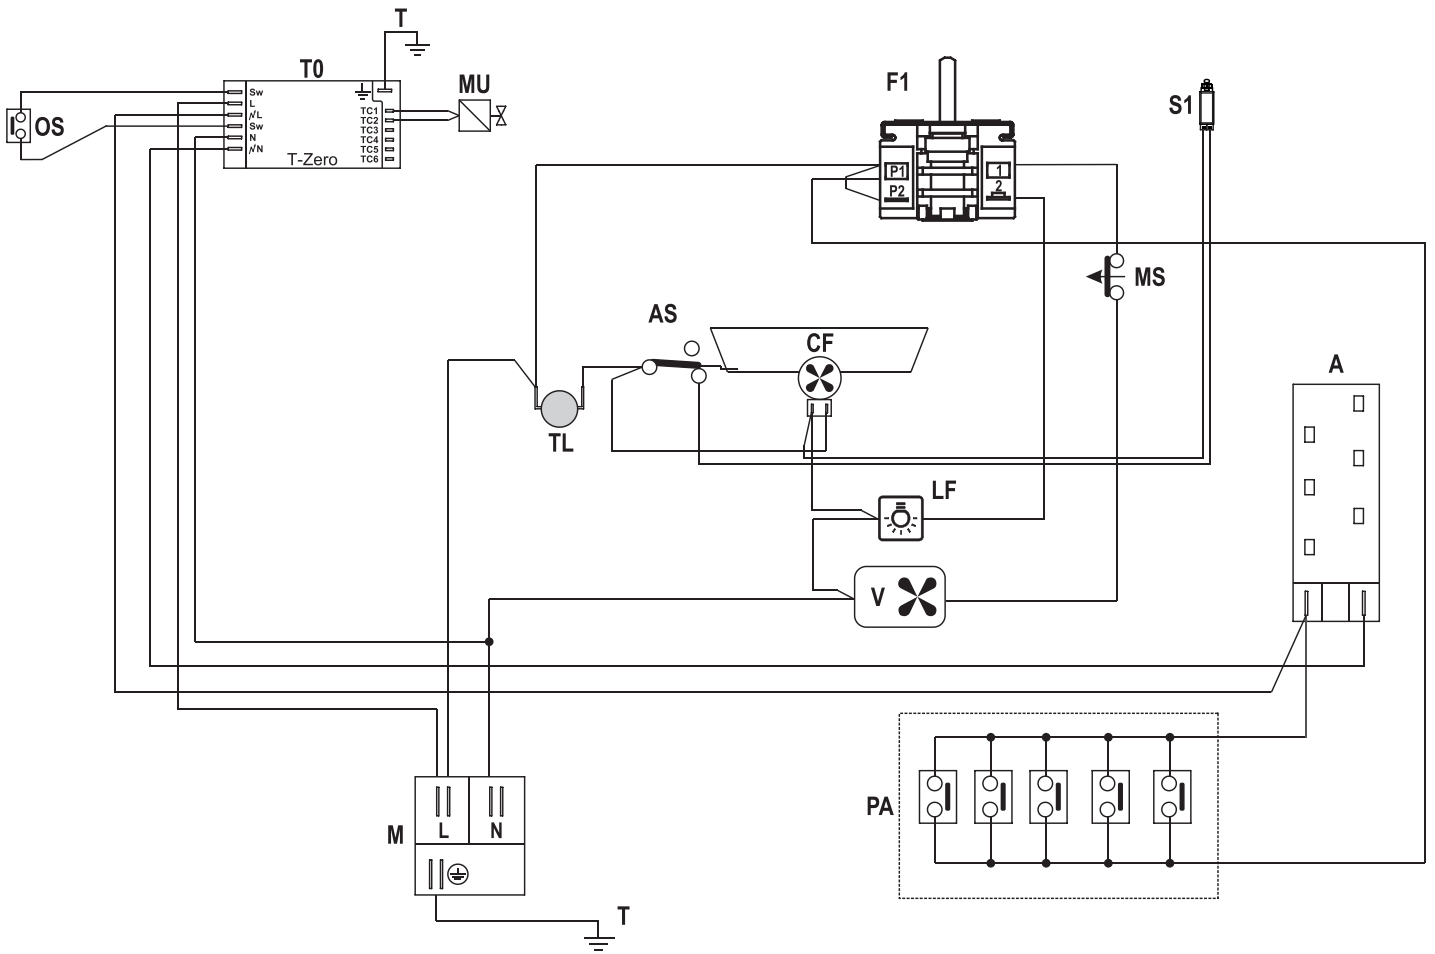 T
T0
MU
F1
S1
Sw
L
TC1
OS
L
TC2
Sw
TC3
N
TC4
N
TC5
T-Zero
TC6
P1
1
P2
2
MS
AS
CF
A
TL
LF
V
PA
M
L
N
T